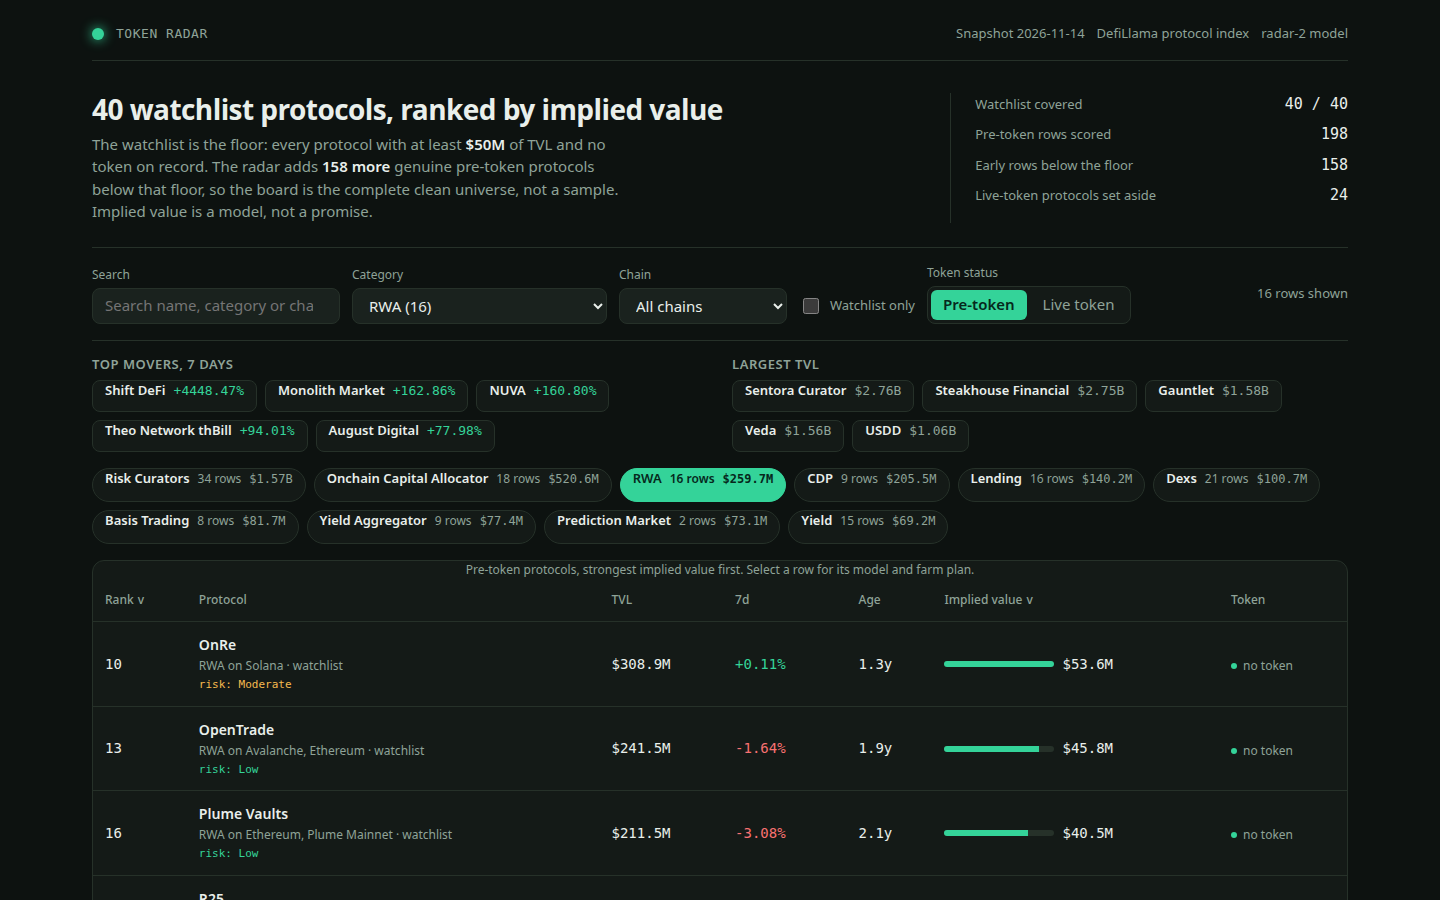 TOKEN RADAR
Snapshot 2026-11-14 DefiLlama protocol index radar-2 model
40 watchlist protocols, ranked by implied value
The watchlist is the floor: every protocol with at least $50M of TVL and no
token on record. The radar adds 158 more genuine pre-token protocols
below that floor, so the board is the complete clean universe, not a sample.
Implied value is a model, not a promise.
Watchlist covered 40 / 40
Pre-token rows scored 198
Early rows below the floor 158
Live-token protocols set aside 24
Search
Search name, category or cha
Category
RWA (16)
Chain
All chains
Watchlist only
Token status
Pre-token Live token
16 rows shown
TOP MOVERS, 7 DAYS
Shift DeFi +4448.47% Monolith Market +162.86% NUVA +160.80%
Theo Network thBill +94.01% August Digital +77.98%
LARGEST TVL
Sentora Curator $2.76B Steakhouse Financial $2.75B Gauntlet $1.58B
Veda $1.56B USDD $1.06B
Risk Curators 34 rows $1.57B Onchain Capital Allocator 18 rows $520.6M RWA 16 rows $259.7M CDP 9 rows $205.5M Lending 16 rows $140.2M Dexs 21 rows $100.7M
Basis Trading 8 rows $81.7M Yield Aggregator 9 rows $77.4M Prediction Market 2 rows $73.1M Yield 15 rows $69.2M
Pre-token protocols, strongest implied value first. Select a row for its model and farm plan.
Rank v Protocol TVL 7d Age Implied value v Token
OnRe
10 RWA on Solana · watchlist $308.9M +0.11% 1.3y $53.6M no token
risk: Moderate
OpenTrade
13 RWA on Avalanche, Ethereum · watchlist $241.5M -1.64% 1.9y $45.8M no token
risk: Low
Plume Vaults
16 RWA on Ethereum, Plume Mainnet · watchlist $211.5M -3.08% 2.1y $40.5M no token
risk: Low
R25